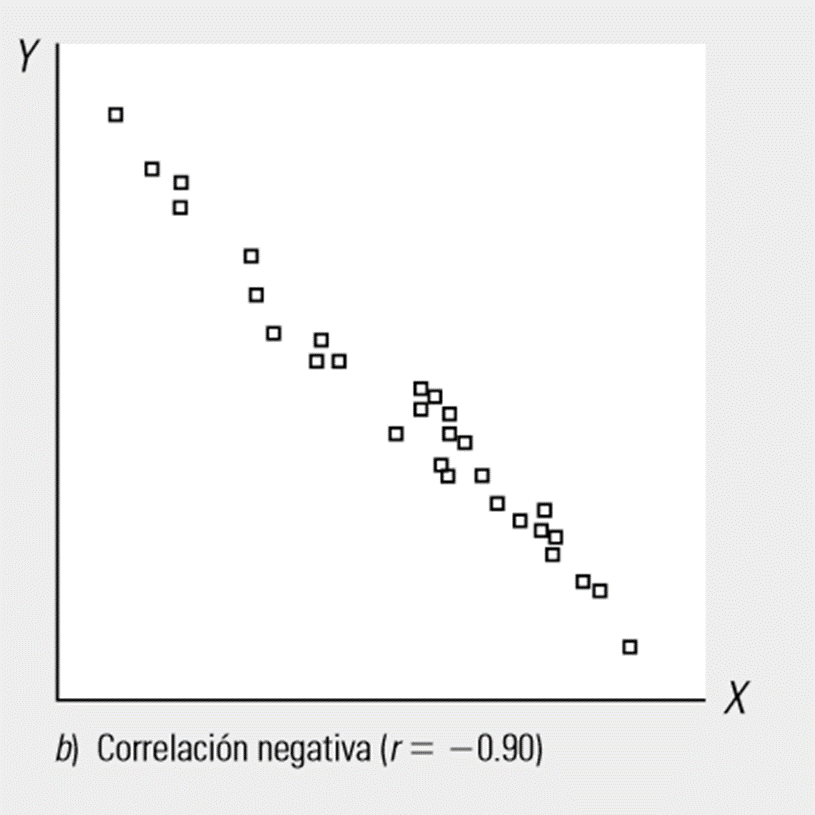 Y
X
b) Correlación negativa (r = −0.90)